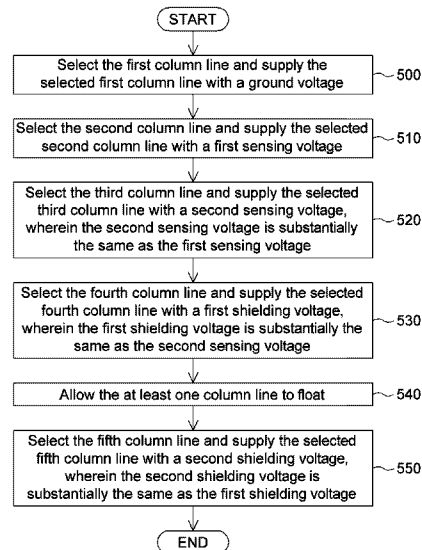 START
Select the first column line and supply the
selected first column line with a ground voltage
500
Select the second column line and supply the selected
second column line with a first sensing voltage
510
Select the third column line and supply the selected
third column line with a second sensing voltage,
wherein the second sensing voltage is substantially
the same as the first sensing voltage
520
Select the fourth column line and supply the selected
fourth column line with a first shielding voltage,
wherein the first shielding voltage is substantially the
same as the second sensing voltage
530
Allow the at least one column line to float
540
Select the fifth column line and supply the selected
fifth column line with a second shielding voltage,
wherein the second shielding voltage is
substantially the same as the first shielding voltage
550
END